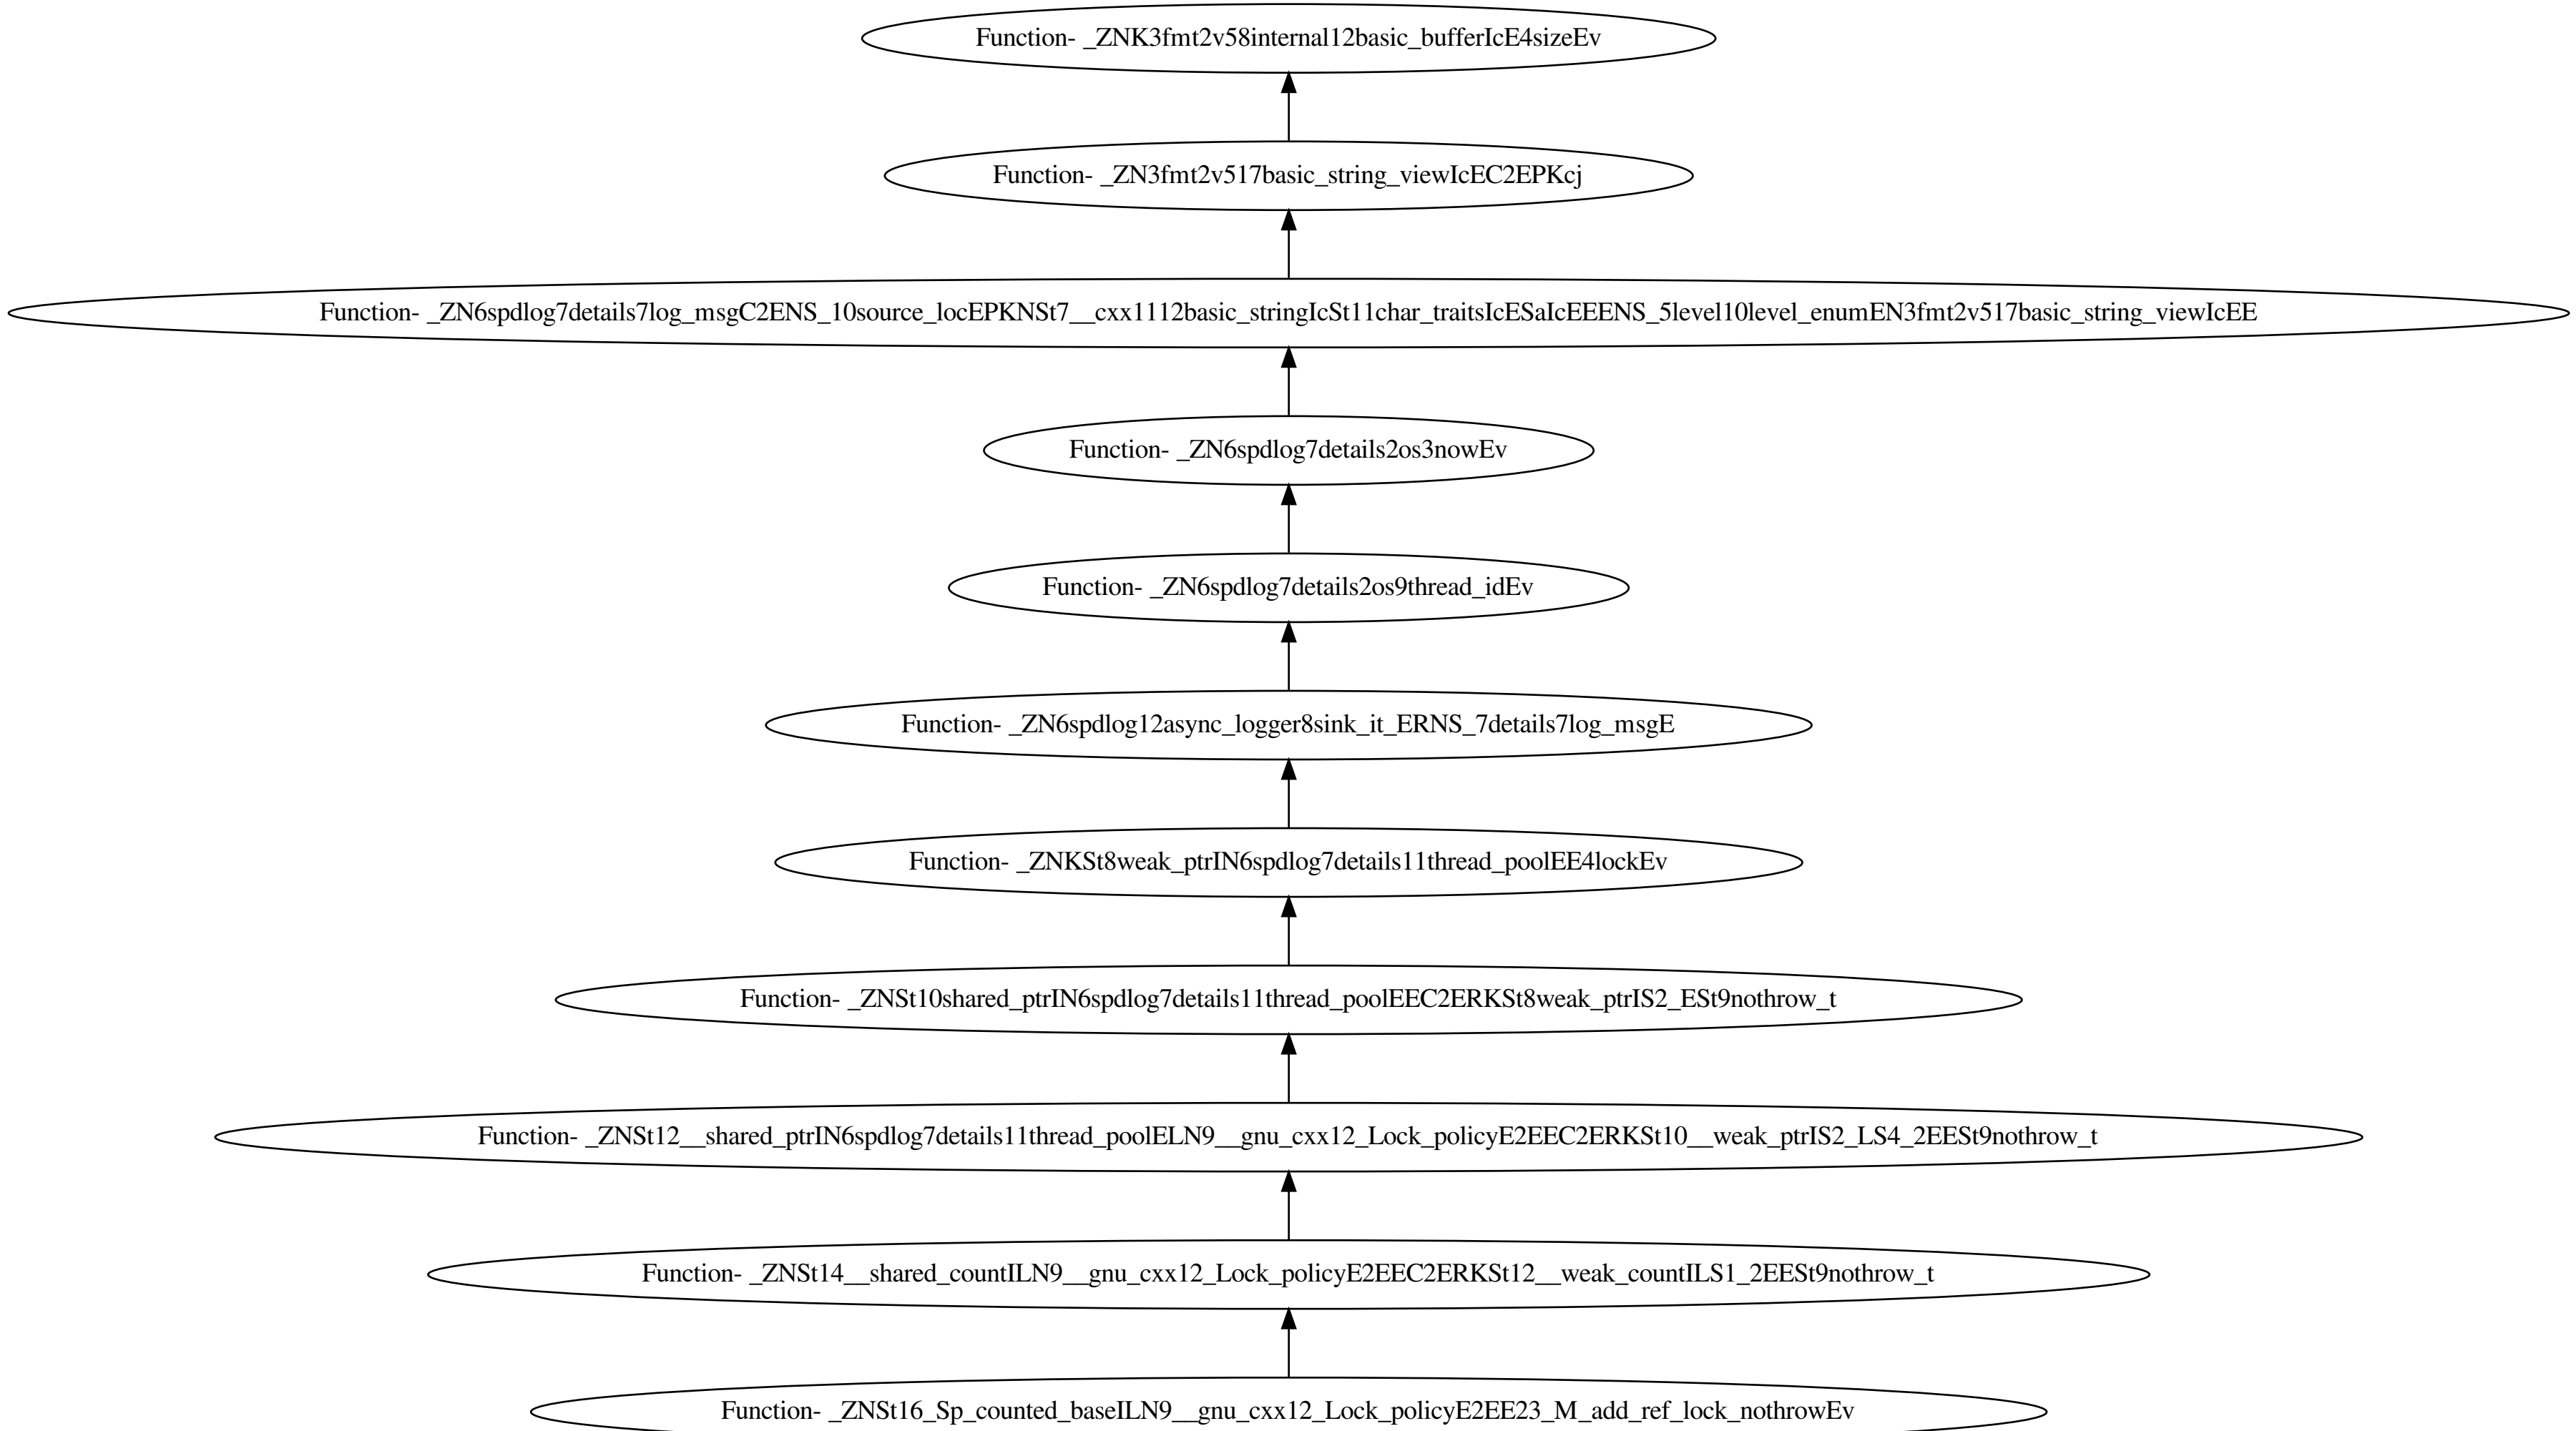 Function- _ZNK3fmt2v58internal12basic_bufferIcE4sizeEv
Function- _ZN3fmt2v517basic_string_viewIcEC2EPKcj
Function- _ZN6spdlog7details7log_msgC2ENS_10source_locEPKNSt7__cxx1112basic_stringIcSt11char_traitsIcESaIcEEENS_5level10level_enumEN3fmt2v517basic_string_viewIcEE
Function- _ZN6spdlog7details2os3nowEv
Function- _ZN6spdlog7details2os9thread_idEv
Function- _ZN6spdlog12async_logger8sink_it_ERNS_7details7log_msgE
Function- _ZNKSt8weak_ptrIN6spdlog7details11thread_poolEE4lockEv
Function- _ZNSt10shared_ptrIN6spdlog7details11thread_poolEEC2ERKSt8weak_ptrIS2_ESt9nothrow_t
Function- _ZNSt12__shared_ptrIN6spdlog7details11thread_poolELN9__gnu_cxx12_Lock_policyE2EEC2ERKSt10__weak_ptrIS2_LS4_2EESt9nothrow_t
Function- _ZNSt14__shared_countILN9__gnu_cxx12_Lock_policyE2EEC2ERKSt12__weak_countILS1_2EESt9nothrow_t
Function- _ZNSt16_Sp_counted_baseILN9__gnu_cxx12_Lock_policyE2EE23_M_add_ref_lock_nothrowEv